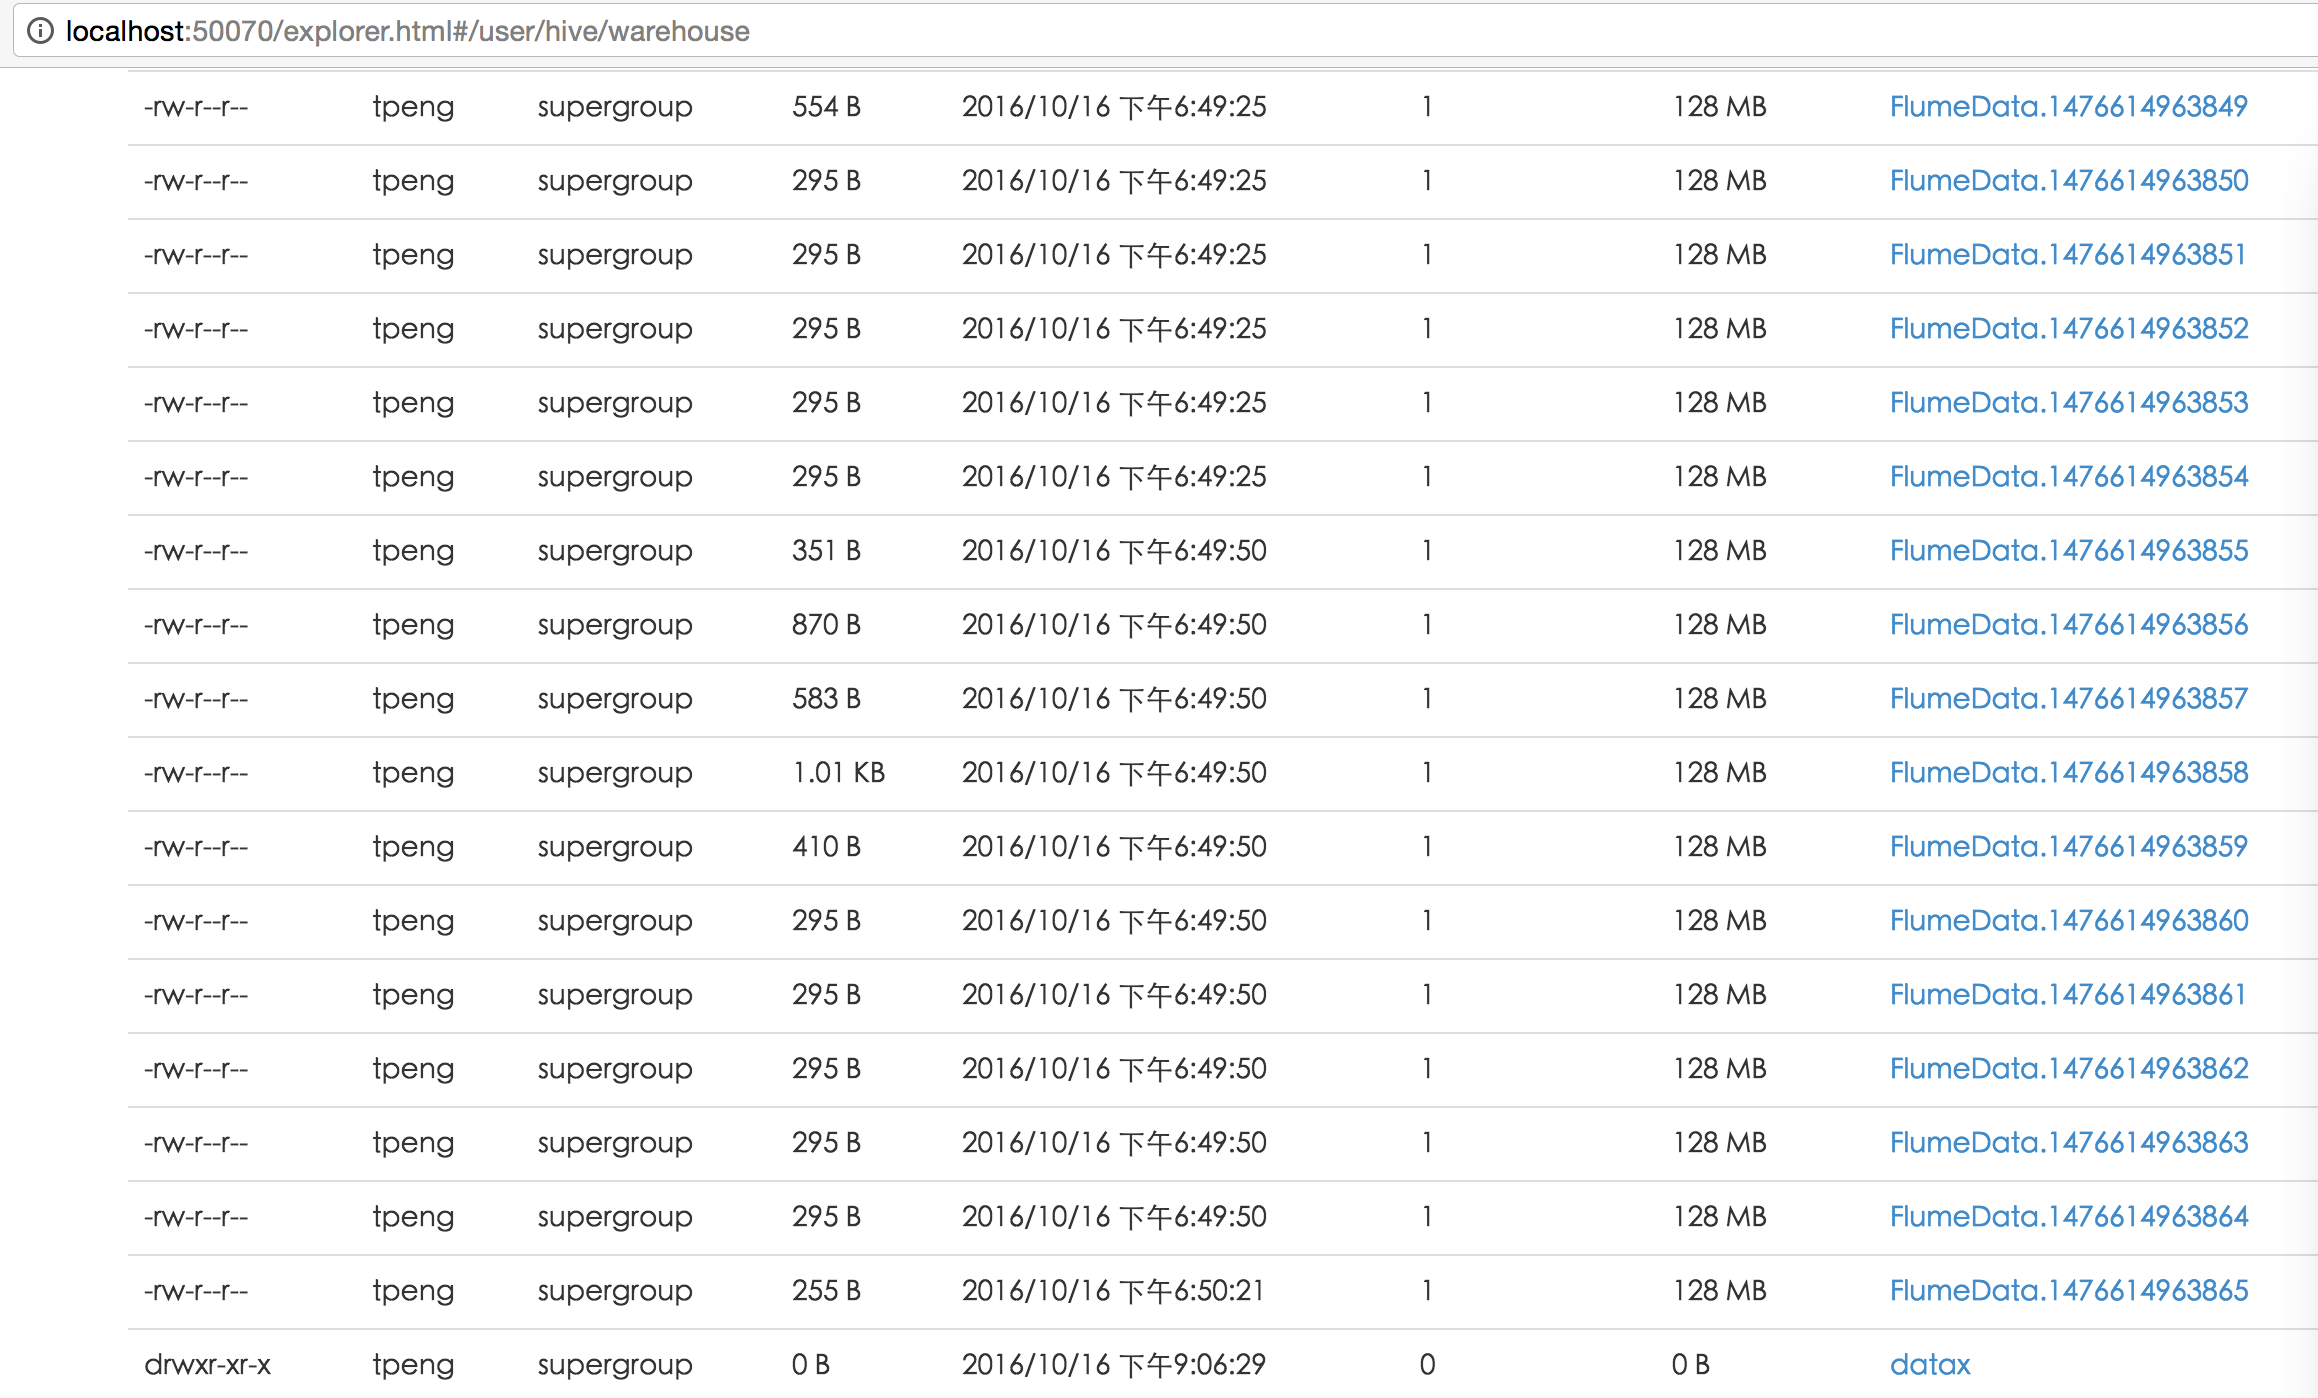 localhost:50070/explorer.html#/user/hive/warehouse
-rw-r--r-- tpeng supergroup 554 B 2016/10/16 下午6:49:25 1 128 MB FlumeData.1476614963849
-rw-r--r-- tpeng supergroup 295 B 2016/10/16 下午6:49:25 1 128 MB FlumeData.1476614963850
-rw-r--r-- tpeng supergroup 295 B 2016/10/16 下午6:49:25 1 128 MB FlumeData.1476614963851
-rw-r--r-- tpeng supergroup 295 B 2016/10/16 下午6:49:25 1 128 MB FlumeData.1476614963852
-rw-r--r-- tpeng supergroup 295 B 2016/10/16 下午6:49:25 1 128 MB FlumeData.1476614963853
-rw-r--r-- tpeng supergroup 295 B 2016/10/16 下午6:49:25 1 128 MB FlumeData.1476614963854
-rw-r--r-- tpeng supergroup 351 B 2016/10/16 下午6:49:50 1 128 MB FlumeData.1476614963855
-rw-r--r-- tpeng supergroup 870 B 2016/10/16 下午6:49:50 1 128 MB FlumeData.1476614963856
-rw-r--r-- tpeng supergroup 583 B 2016/10/16 下午6:49:50 1 128 MB FlumeData.1476614963857
-rw-r--r-- tpeng supergroup 1.01 KB 2016/10/16 下午6:49:50 1 128 MB FlumeData.1476614963858
-rw-r--r-- tpeng supergroup 410 B 2016/10/16 下午6:49:50 1 128 MB FlumeData.1476614963859
-rw-r--r-- tpeng supergroup 295 B 2016/10/16 下午6:49:50 1 128 MB FlumeData.1476614963860
-rw-r--r-- tpeng supergroup 295 B 2016/10/16 下午6:49:50 1 128 MB FlumeData.1476614963861
-rw-r--r-- tpeng supergroup 295 B 2016/10/16 下午6:49:50 1 128 MB FlumeData.1476614963862
-rw-r--r-- tpeng supergroup 295 B 2016/10/16 下午6:49:50 1 128 MB FlumeData.1476614963863
-rw-r--r-- tpeng supergroup 295 B 2016/10/16 下午6:49:50 1 128 MB FlumeData.1476614963864
-rw-r--r-- tpeng supergroup 255 B 2016/10/16 下午6:50:21 1 128 MB FlumeData.1476614963865
drwxr-xr-x tpeng supergroup 0 B 2016/10/16 下午9:06:29 0 0 B datax